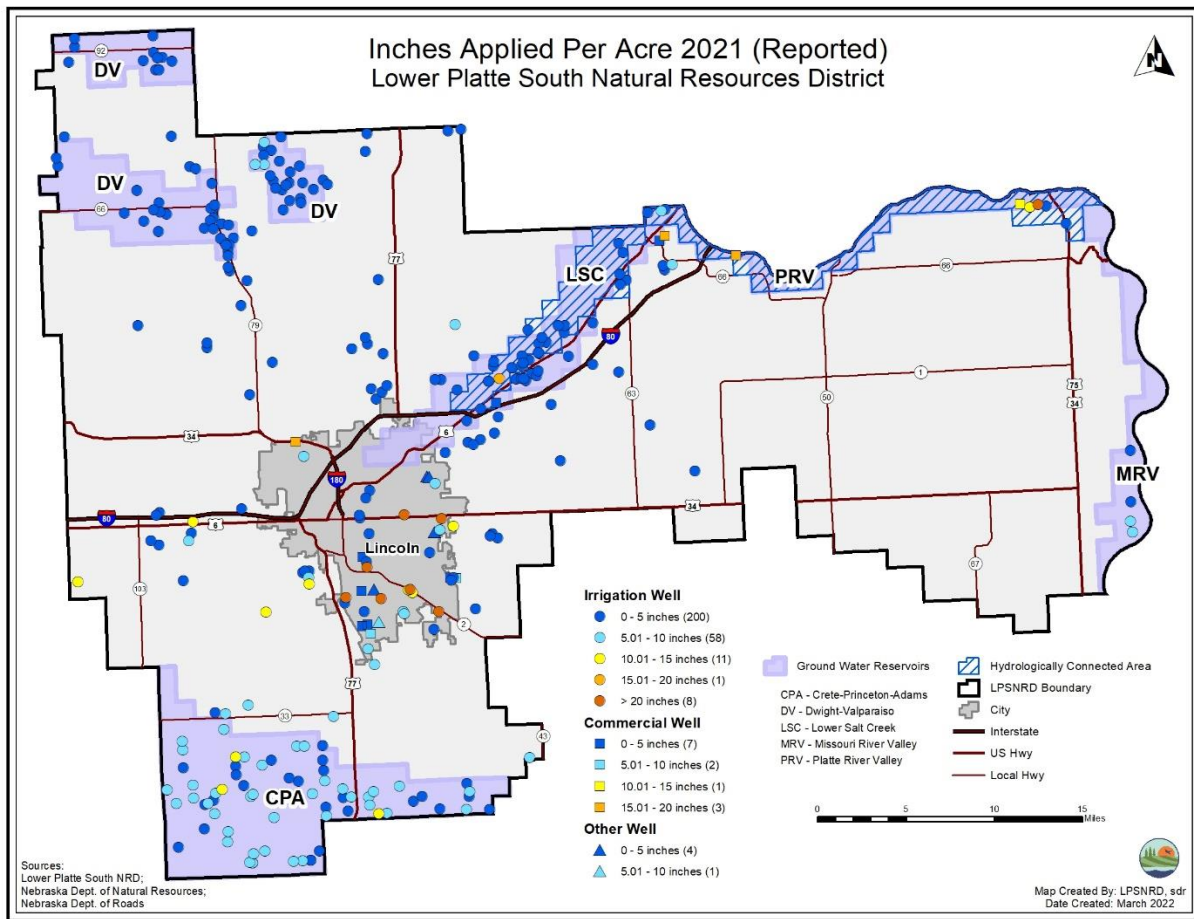 Inches Applied Per Acre 2021 (Reported)
Lower Platte South Natural Resources District
N
92
DV
DV
66
DV
77
79
LSC
PRV
66
66
80
63
50
1
75
34
34
6
180
MRV
80
6
34
Lincoln
103
2
67
77
33
43
CPA
Irrigation Well
0 - 5 inches (200)
5.01 - 10 inches (58)
10.01 - 15 inches (11)
15.01 - 20 inches (1)
> 20 inches (8)
Commercial Well
0 - 5 inches (7)
5.01 - 10 inches (2)
10.01 - 15 inches (1)
15.01 - 20 inches (3)
Other Well
0 - 5 inches (4)
5.01 - 10 inches (1)
Ground Water Reservoirs
CPA - Crete-Princeton-Adams
DV - Dwight-Valparaiso
LSC - Lower Salt Creek
MRV - Missouri River Valley
PRV - Platte River Valley
Hydrologically Connected Area
LPSNRD Boundary
City
Interstate
US Hwy
Local Hwy
0 5 10 15
Miles
Sources:
Lower Platte South NRD;
Nebraska Dept. of Natural Resources;
Nebraska Dept. of Roads
Map Created By: LPSNRD, sdr
Date Created: March 2022